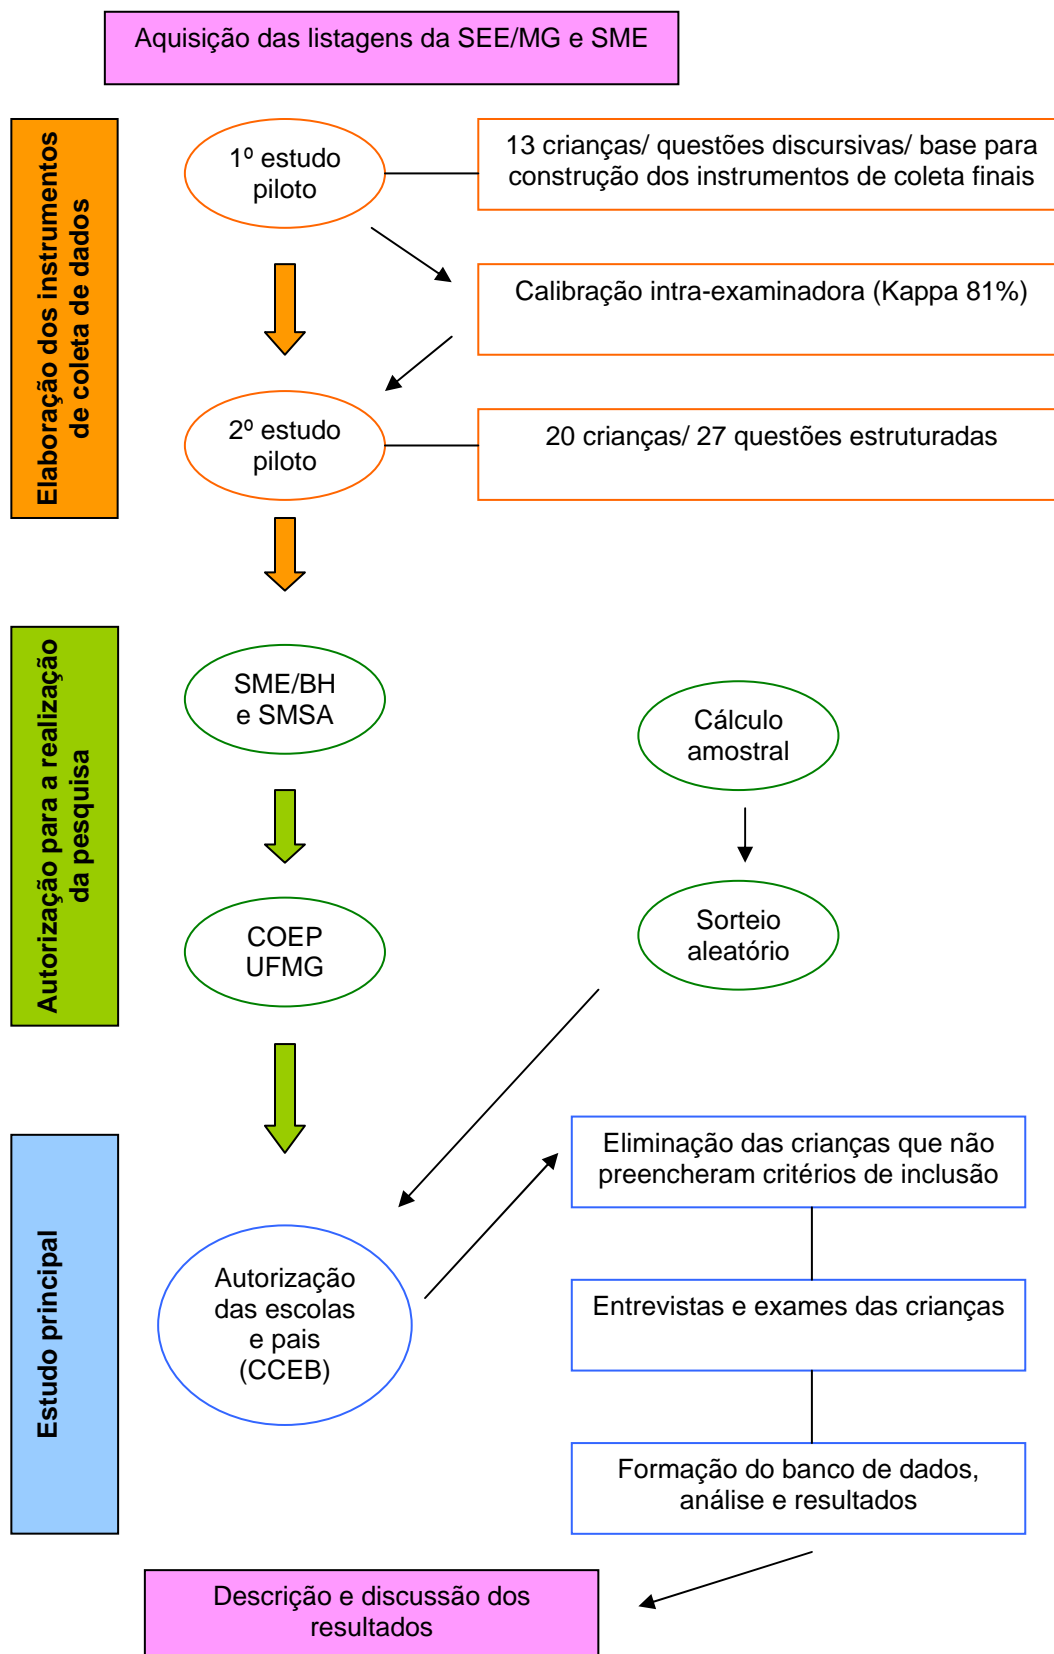 Aquisição das listagens da SEE/MG e SME
Elaboração dos instrumentos
de coleta de dados
1º estudo
piloto
13 crianças/ questões discursivas/ base para
construção dos instrumentos de coleta finais
Calibração intra-examinadora (Kappa 81%)
2º estudo
piloto
20 crianças/ 27 questões estruturadas
Autorização para a realização
da pesquisa
SME/BH
e SMSA
Cálculo
amostral
COEP
UFMG
Sorteio
aleatório
Estudo principal
Autorização
das escolas
e pais
(CCEB)
Eliminação das crianças que não
preencheram critérios de inclusão
Entrevistas e exames das crianças
Formação do banco de dados,
análise e resultados
Descrição e discussão dos
resultados